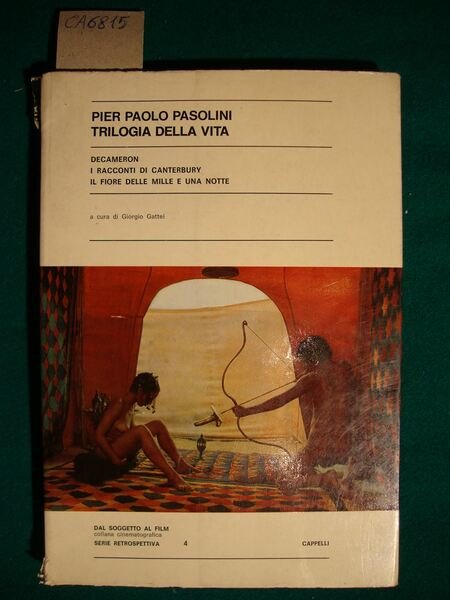 CA6815
PIER PAOLO PASOLINI
TRILOGIA DELLA VITA
DECAMERON
I RACCONTI DI CANTERBURY
IL FIORE DELLE MILLE E UNA NOTTE
a cura di Giorgio Gattei
DAL SOGGETTO AL FILM
collana cinematografica
SERIE RETROSPETTIVA 4 CAPPELLI